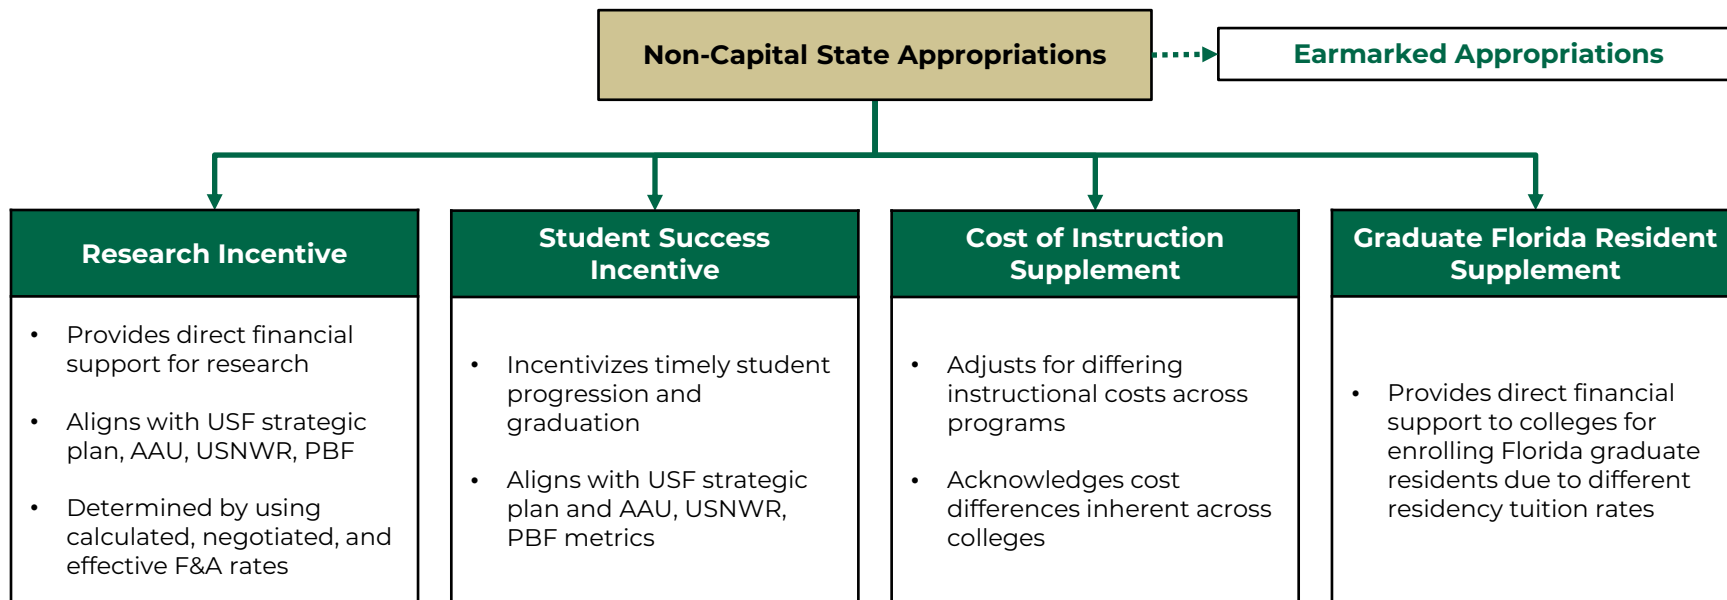 Non-Capital State Appropriations
Earmarked Appropriations
Research Incentive
• Provides direct financial
support for research
• Aligns with USF strategic
plan, AAU, USNWR, PBF
• Determined by using
calculated, negotiated, and
effective F&A rates
Student Success
Incentive
• Incentivizes timely student
progression and
graduation
• Aligns with USF strategic
plan and AAU, USNWR,
PBF metrics
Cost of Instruction
Supplement
• Adjusts for differing
instructional costs across
programs
• Acknowledges cost
differences inherent across
colleges
Graduate Florida Resident
Supplement
• Provides direct financial
support to colleges for
enrolling Florida graduate
residents due to different
residency tuition rates